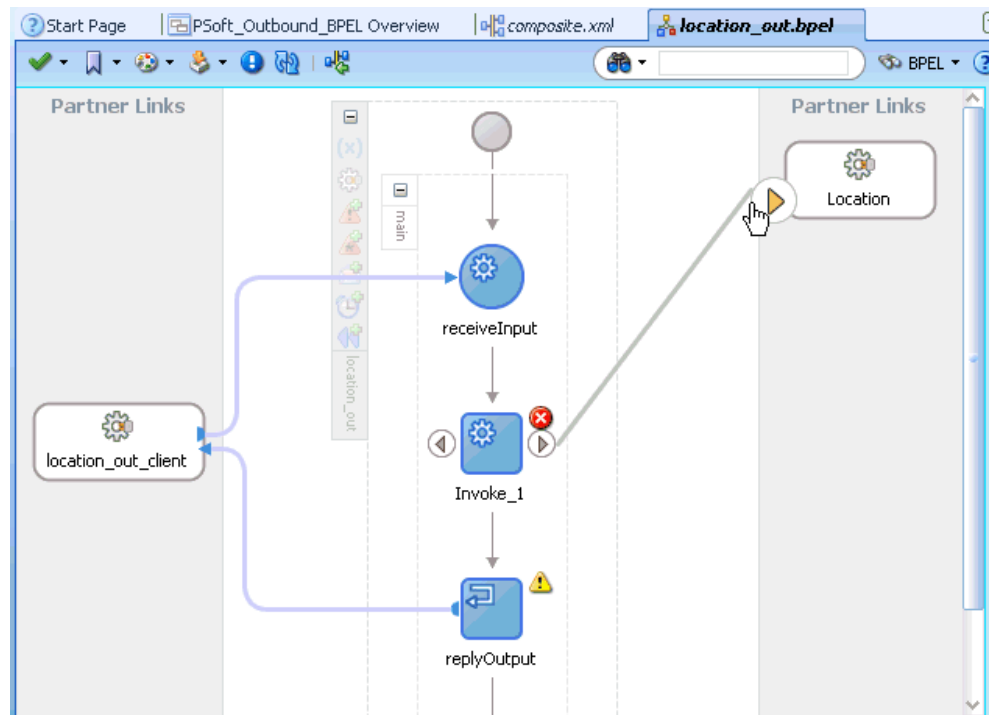 Start Page
PSoft_Outbound_BPEL Overview
composite.xml
location_out.bpel
BPEL
Partner Links
Partner Links
(x)
Location
main
receiveInput
location_out
location_out_client
Invoke_1
replyOutput